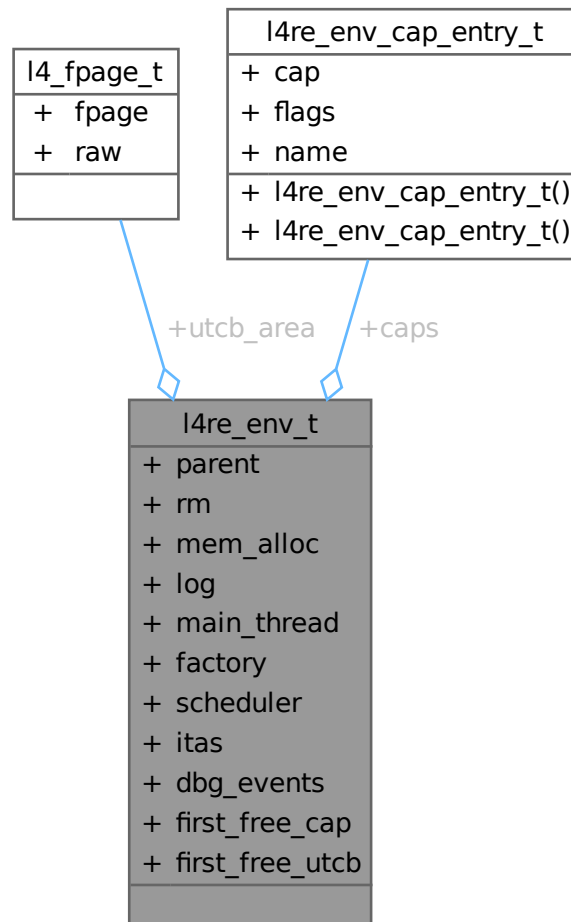 l4_fpage_t
+ fpage
+ raw
l4re_env_cap_entry_t
+ cap
+ flags
+ name
+ l4re_env_cap_entry_t()
+ l4re_env_cap_entry_t()
+utcb_area
+caps
l4re_env_t
+ parent
+ rm
+ mem_alloc
+ log
+ main_thread
+ factory
+ scheduler
+ itas
+ dbg_events
+ first_free_cap
+ first_free_utcb